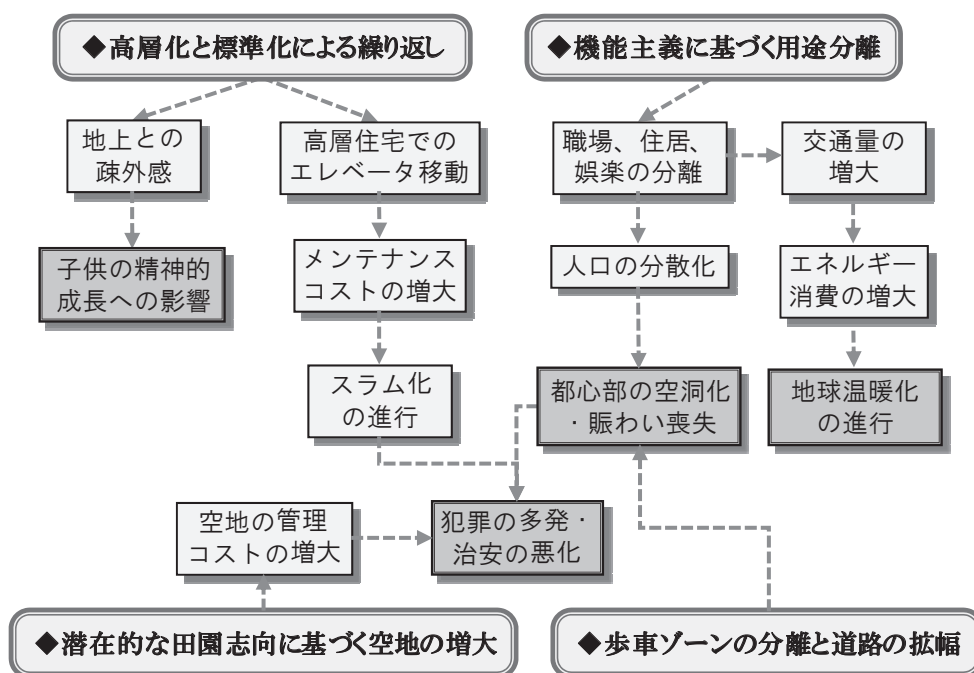 ◆高層化と標準化による繰り返し
◆機能主義に基づく用途分離
地上との
疎外感
高層住宅での
エレベータ移動
職場、住居、
娯楽の分離
交通量の
増大
子供の精神的
成長への影響
メンテナンス
コストの増大
人口の分散化
エネルギー
消費の増大
スラム化
の進行
都心部の空洞化
・賑わい喪失
地球温暖化
の進行
空地の管理
コストの増大
犯罪の多発・
治安の悪化
◆潜在的な田園志向に基づく空地の増大
◆歩車ゾーンの分離と道路の拡幅